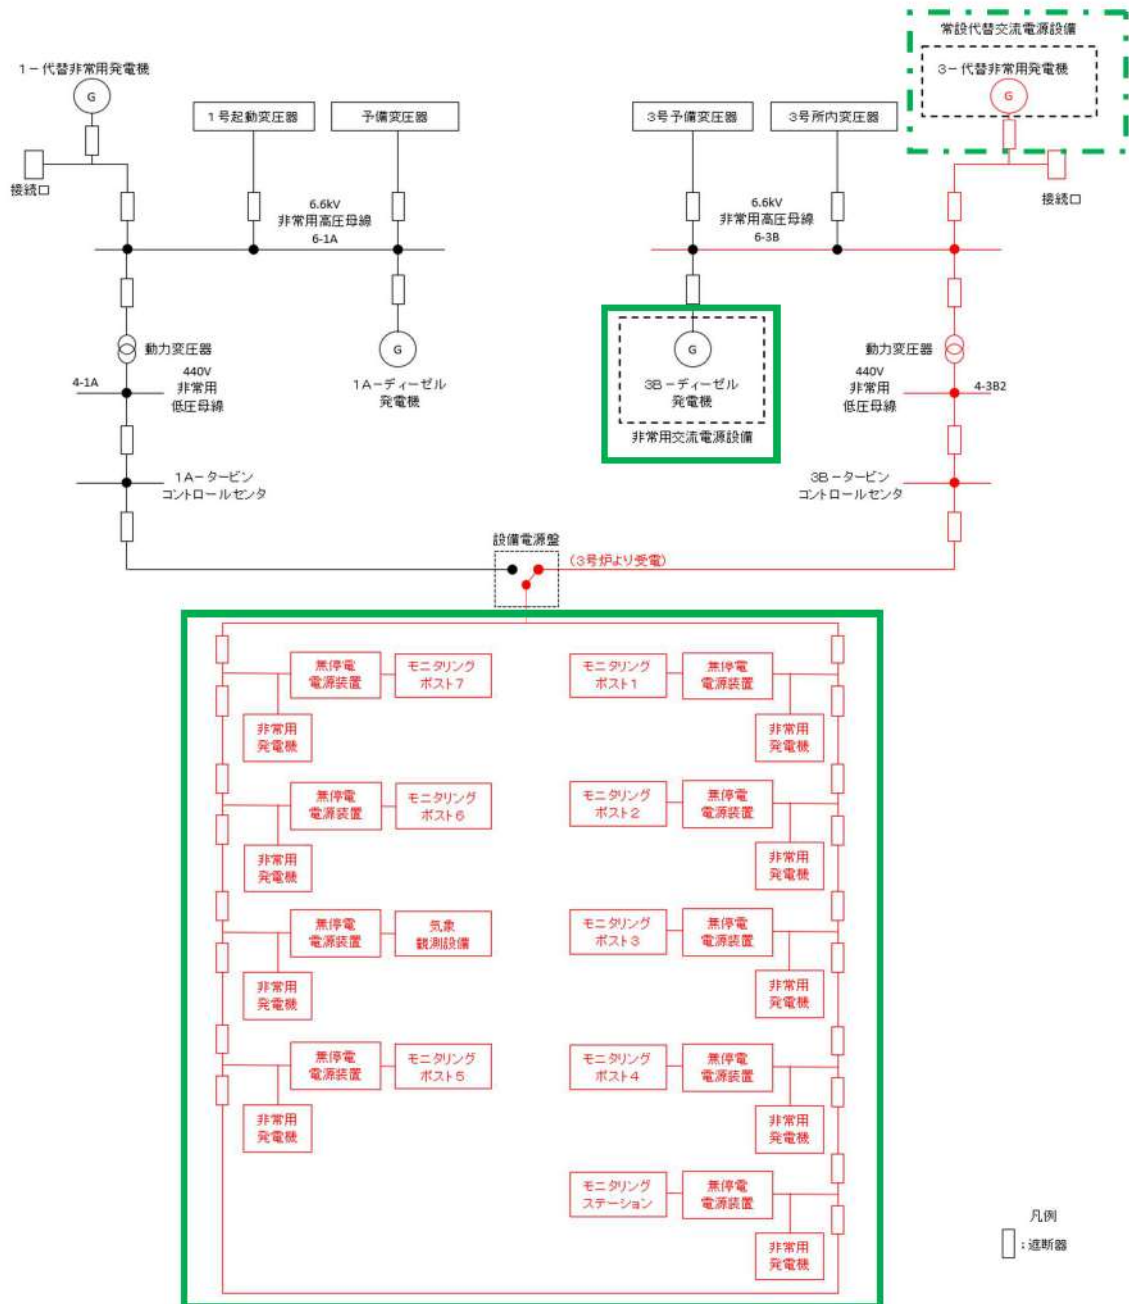 常設代替交流電源設備
1-代替非常用発電機
G
3-代替非常用発電機
G
1号起動変圧器
予備変圧器
3号予備変圧器
3号所内変圧器
接続口
接続口
6.6kV
非常用高圧母線
6-1A
6.6kV
非常用高圧母線
6-3B
動力変圧器
G
1A-ディーゼル
発電機
G
3B-ディーゼル
発電機
非常用交流電源設備
動力変圧器
4-1A
440V
非常用
低圧母線
440V
非常用
低圧母線
4-3B2
1A-タービン
コントロールセンタ
3B-タービン
コントロールセンタ
設備電源盤
(3号炉より受電)
無停電
電源装置
モニタリング
ポスト7
非常用
発電機
モニタリング
ポスト1
無停電
電源装置
非常用
発電機
無停電
電源装置
モニタリング
ポスト6
非常用
発電機
モニタリング
ポスト2
無停電
電源装置
非常用
発電機
無停電
電源装置
気象
観測設備
非常用
発電機
モニタリング
ポスト3
無停電
電源装置
非常用
発電機
無停電
電源装置
モニタリング
ポスト5
非常用
発電機
モニタリング
ポスト4
無停電
電源装置
非常用
発電機
モニタリング
ステーション
無停電
電源装置
非常用
発電機
凡例
:遮断器